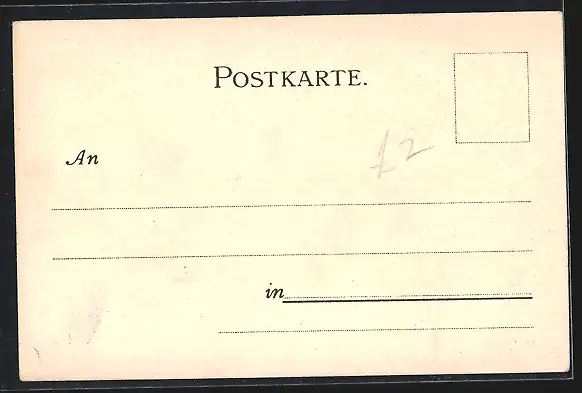 POSTKARTE.
£2
An
in